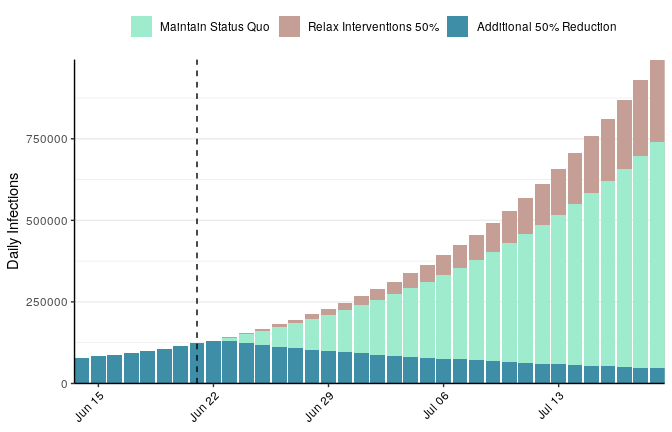 Maintain Status Quo Relax Interventions 50% Additional 50% Reduction
Daily Infections
750000
500000
250000
0
Jun 15 Jun 22 Jun 29 Jul 06 Jul 13